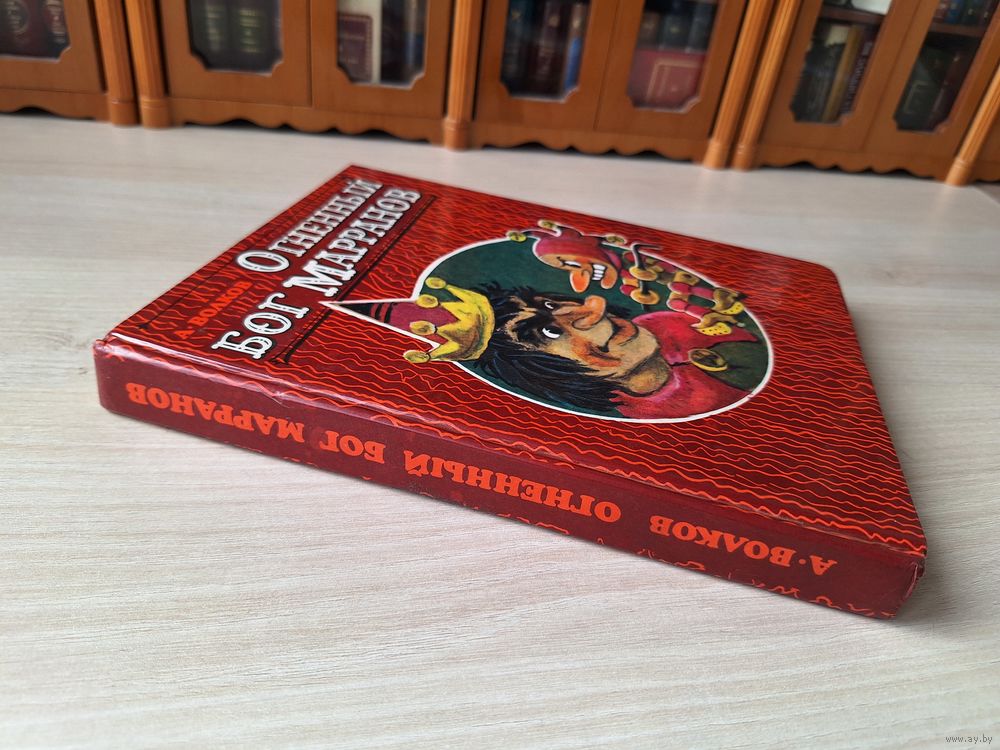 А. ВОЛКОВ
ОГНЕННЫЙ
БОГ МАРРАНОВ
А·ВОЛКОВ ОГНЕННЫЙ БОГ МАРРАНОВ
www.ay.by